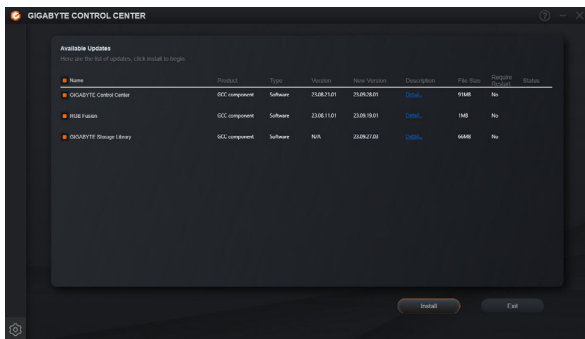 GIGABYTE CONTROL CENTER
Available Updates
Here are the list of updates, click install to begin.
Name Product Type Version New Version Description File Size Require Restart Status
GIGABYTE Control Center GCC component Software 23.08.21.01 23.09.28.01 Detail... 91MB No
RGB Fusion GCC component Software 23.08.11.01 23.09.19.01 Detail... 1MB No
GIGABYTE Storage Library GCC component Software N/A 23.09.27.03 Detail... 66MB No
Install Exit